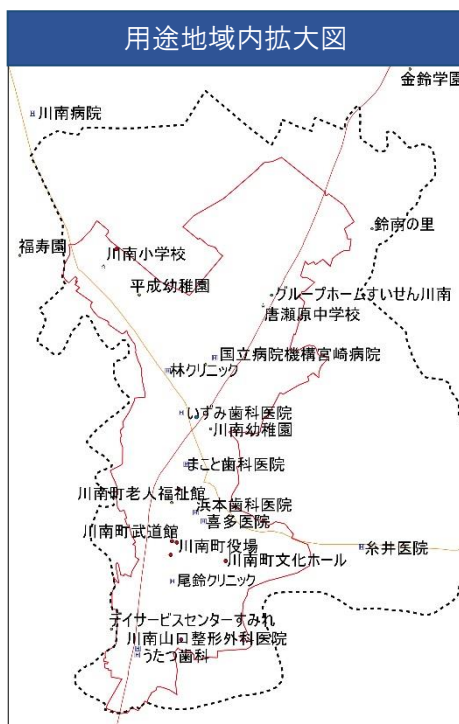 用途地域内拡大図
金鈴学園
川南病院
鈴南の里
福寿園
川南小学校
平成幼稚園
グループホームすいせん川南
唐瀬原中学校
国立病院機構宮崎病院
林クリニック
いずみ歯科医院
川南幼稚園
まこと歯科医院
川南町老人福祉館
浜本歯科医院
喜多医院
川南町武道館
川南町役場
糸井医院
川南町文化ホール
尾鈴クリニック
デイサービスセンターすみれ
川南山口整形外科医院
うたつ歯科